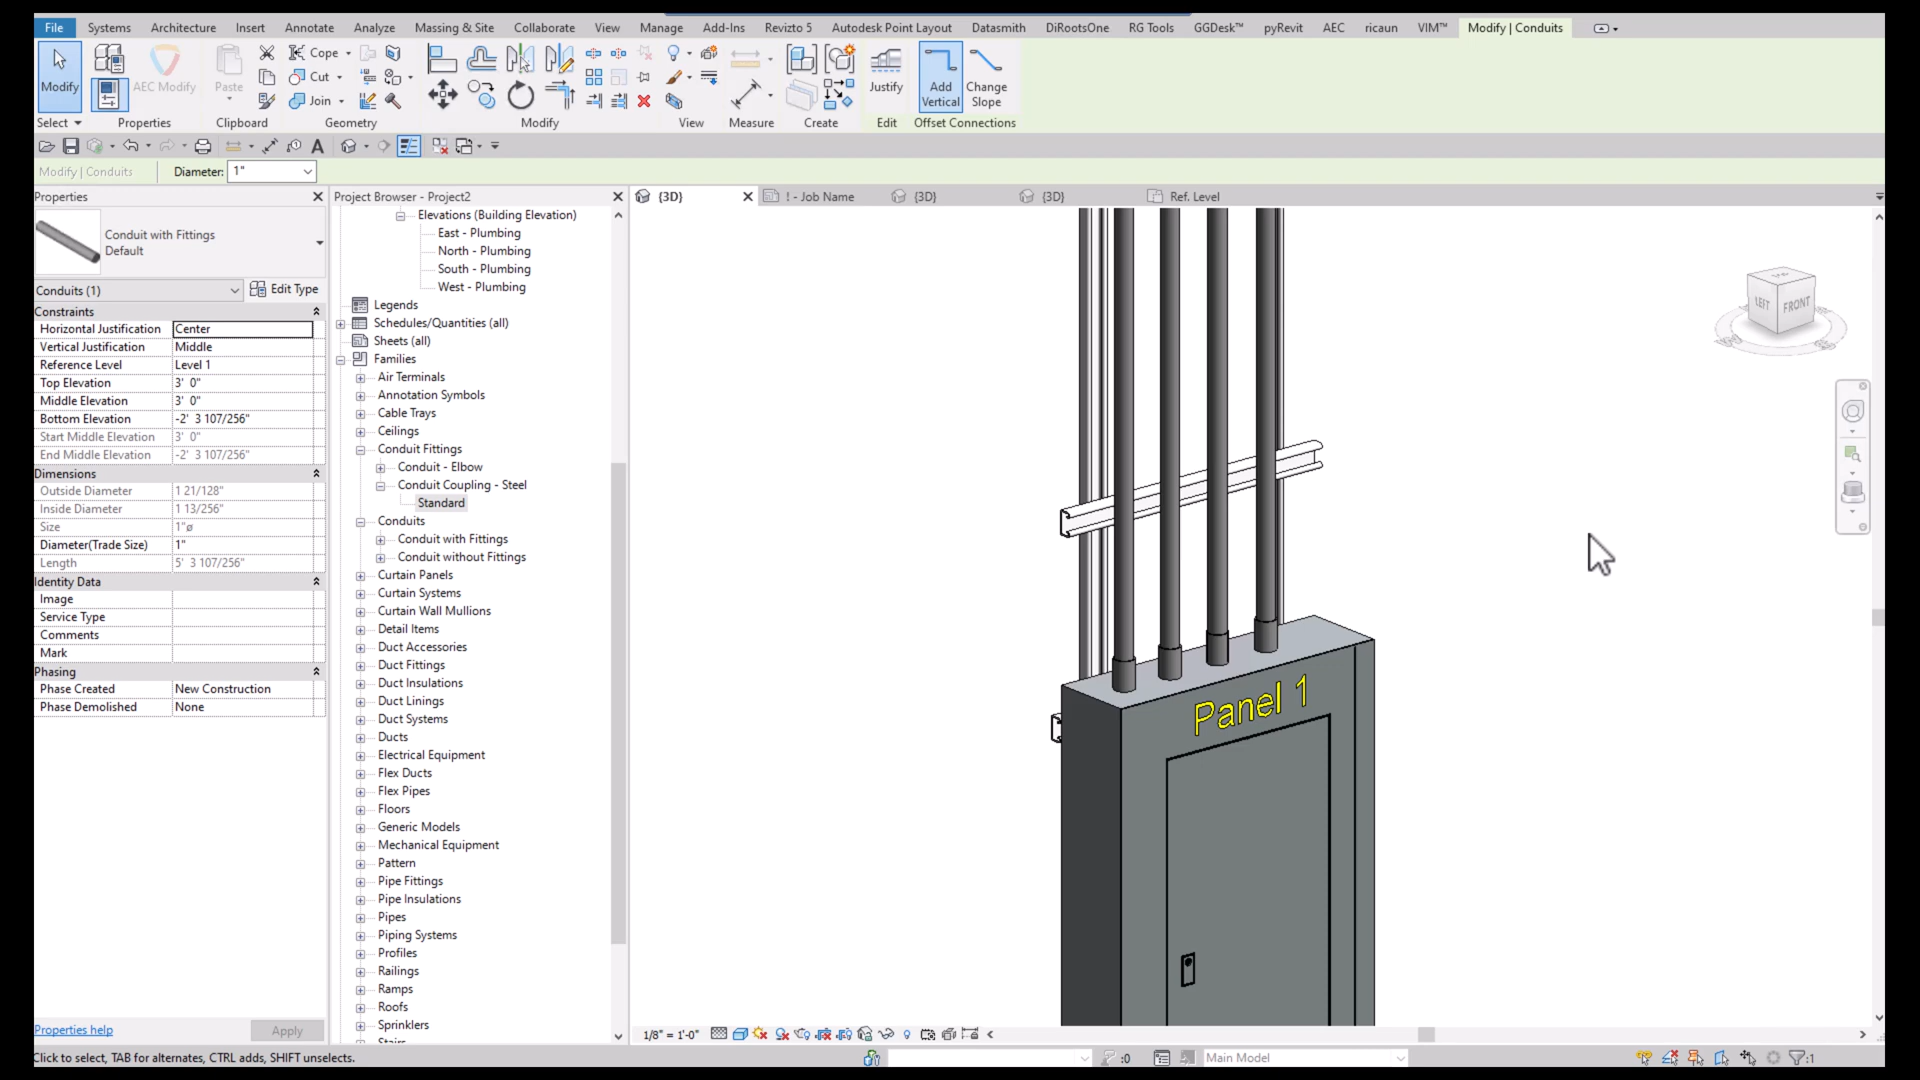 File Systems Architecture Insert Annotate Analyze Massing & Site Collaborate View Manage Add-Ins Revizto 5 Autodesk Point Layout Datasmith DiRootsOne RG Tools GGDesk™ pyRevit AEC ricaun VIM™ Modify | Conduits
Modify
AEC Modify
Paste
Cope
Cut
Join
Justify
Add Vertical
Change Slope
Select Properties Clipboard Geometry Modify View Measure Create Edit Offset Connections
Modify | Conduits Diameter: 1"
Properties
Conduit with Fittings
Default
Conduits (1) Edit Type
Constraints
Horizontal Justification Center
Vertical Justification Middle
Reference Level Level 1
Top Elevation 3' 0"
Middle Elevation 3' 0"
Bottom Elevation -2' 3 107/256"
Start Middle Elevation 3' 0"
End Middle Elevation -2' 3 107/256"
Dimensions
Outside Diameter 1 21/128"
Inside Diameter 1 13/256"
Size 1"ø
Diameter(Trade Size) 1"
Length 5' 3 107/256"
Identity Data
Image
Service Type
Comments
Mark
Phasing
Phase Created New Construction
Phase Demolished None
Properties help Apply
Project Browser - Project2
Elevations (Building Elevation)
East - Plumbing
North - Plumbing
South - Plumbing
West - Plumbing
Legends
Schedules/Quantities (all)
Sheets (all)
Families
Air Terminals
Annotation Symbols
Cable Trays
Ceilings
Conduit Fittings
Conduit - Elbow
Conduit Coupling - Steel
Standard
Conduits
Conduit with Fittings
Conduit without Fittings
Curtain Panels
Curtain Systems
Curtain Wall Mullions
Detail Items
Duct Accessories
Duct Fittings
Duct Insulations
Duct Linings
Duct Systems
Ducts
Electrical Equipment
Flex Ducts
Flex Pipes
Floors
Generic Models
Mechanical Equipment
Pattern
Pipe Fittings
Pipe Insulations
Pipes
Piping Systems
Profiles
Railings
Ramps
Roofs
Sprinklers
{3D} ! - Job Name {3D} {3D} Ref. Level
LEFT FRONT
Panel 1
1/8" = 1'-0"
Click to select, TAB for alternates, CTRL adds, SHIFT unselects. :0 Main Model :1